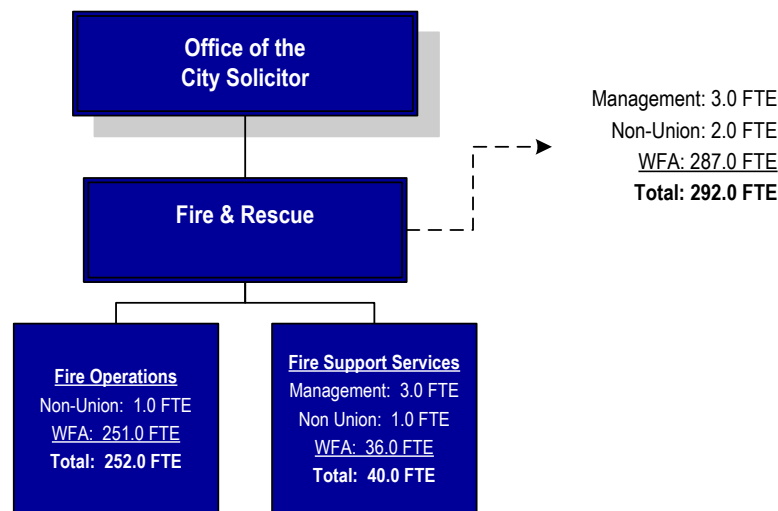 Office of the
City Solicitor
Management: 3.0 FTE
Non-Union: 2.0 FTE
WFA: 287.0 FTE
Total: 292.0 FTE
Fire & Rescue
Fire Operations
Non-Union: 1.0 FTE
WFA: 251.0 FTE
Total: 252.0 FTE
Fire Support Services
Management: 3.0 FTE
Non Union: 1.0 FTE
WFA: 36.0 FTE
Total: 40.0 FTE